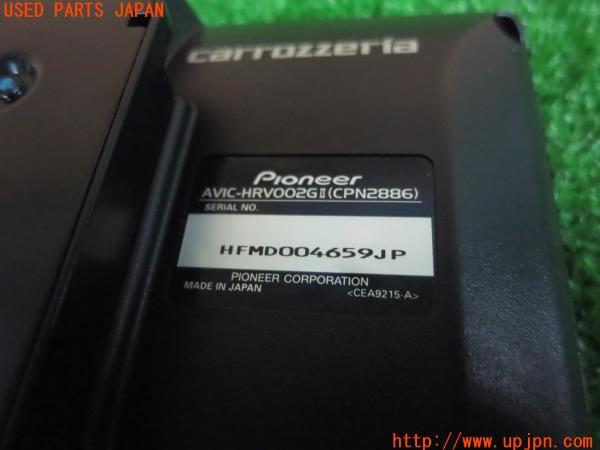 USED PARTS JAPAN
carrozzeria
Pioneer
AVIC-HRV002GⅡ(CPN2886)
SERIAL NO.
HFMD004659JP
PIONEER CORPORATION
MADE IN JAPAN <CEA9215-A>
http://www.upjpn.com/